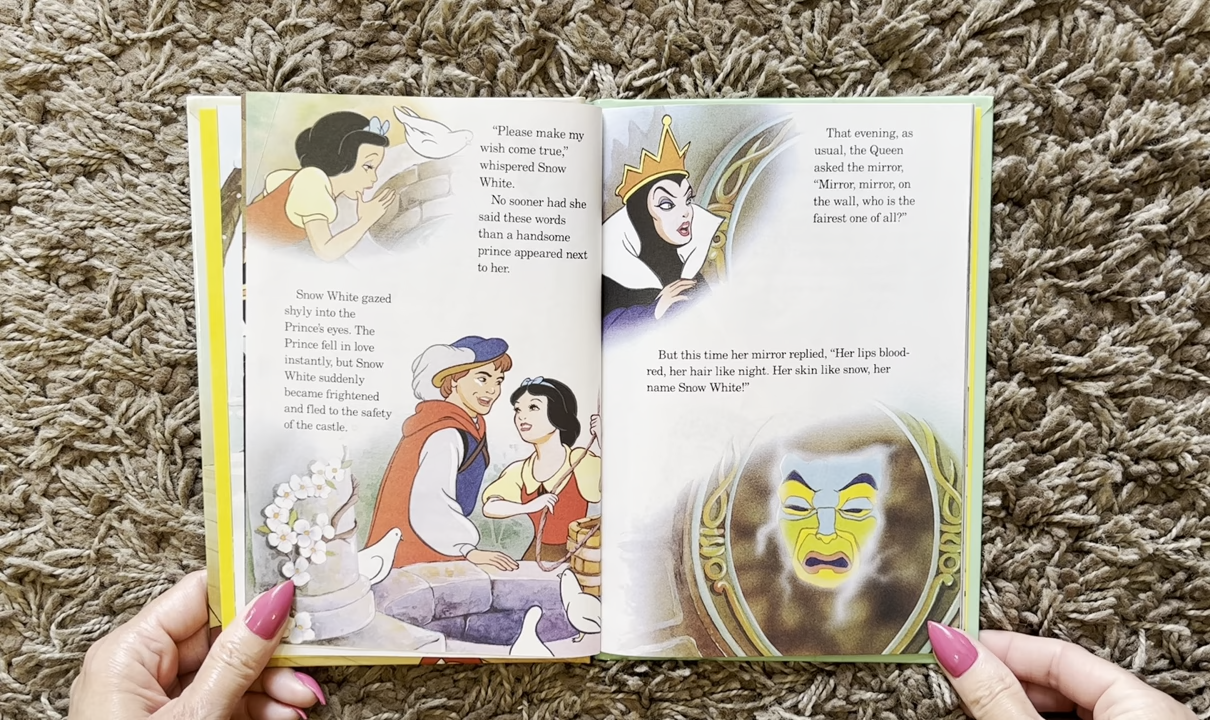 “Please make my
wish come true,”
whispered Snow
White.
No sooner had she
said these words
than a handsome
prince appeared next
to her.
Snow White gazed
shyly into the
Prince’s eyes. The
Prince fell in love
instantly, but Snow
White suddenly
became frightened
and fled to the safety
of the castle.
That evening, as
usual, the Queen
asked the mirror,
“Mirror, mirror, on
the wall, who is the
fairest one of all?”
But this time her mirror replied, “Her lips blood-
red, her hair like night. Her skin like snow, her
name Snow White!”